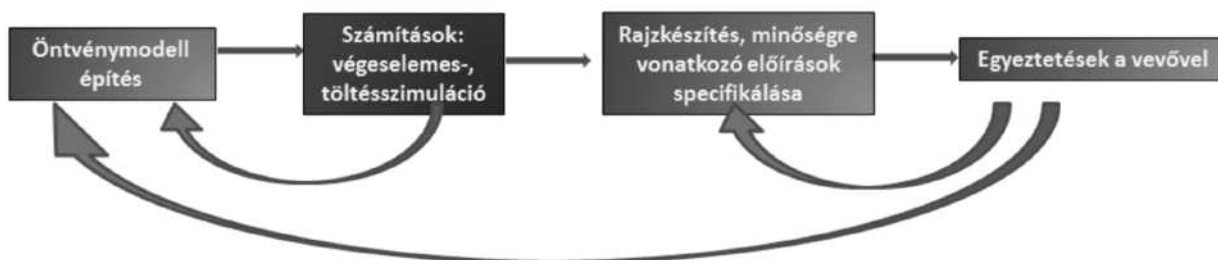 Öntvénymodell
építés
Számítások:
végeselemes-,
töltésszimuláció
Rajzkészítés, minőségre
vonatkozó előírások
specifikálása
Egyeztetések a vevővel